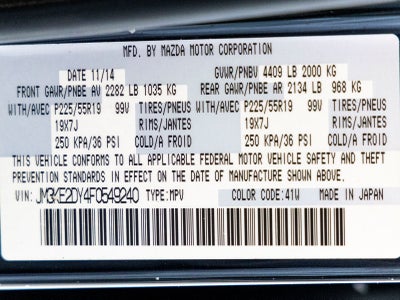 MFD. BY MAZDA MOTOR CORPORATION
DATE 11/14 GVWR/PNBV 4409 LB 2000 KG
FRONT GAWR/PNBE AV 2282 LB 1035 KG REAR GAWR/PNBE AR 2134 LB 968 KG
WITH/AVEC P225/55R19 99V TIRES/PNEUS WITH/AVEC P225/55R19 99V TIRES/PNEUS
19X7J RIMS/JANTES 19X7J RIMS/JANTES
250 KPA/36 PSI COLD/A FROID 250 KPA/36 PSI COLD/A FROID
THIS VEHICLE CONFORMS TO ALL APPLICABLE FEDERAL MOTOR VEHICLE SAFETY AND THEFT
PREVENTION STANDARDS IN EFFECT ON THE DATE OF MANUFACTURE SHOWN ABOVE.
VIN: JM3KE2DY4F0549240 TYPE:MPV COLOR CODE:41W MADE IN JAPAN